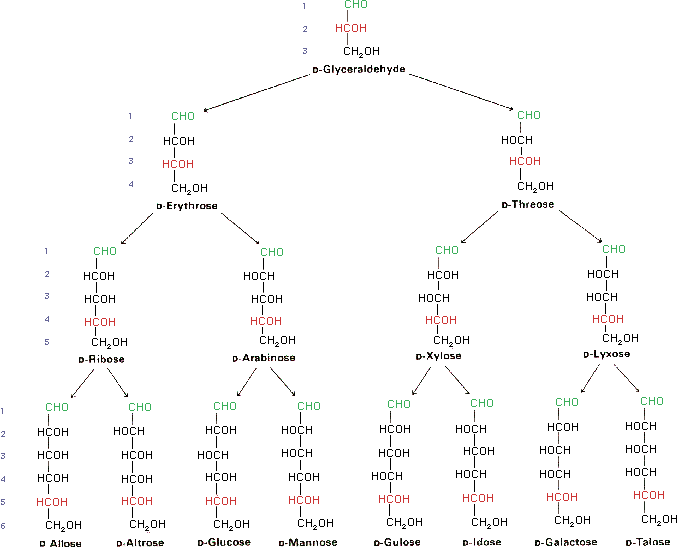 1 CHO
2 HCOH
3 CH₂OH
D-Glyceraldehyde
1 CHO CHO
2 HCOH HOCH
3 HCOH HCOH
4 CH₂OH CH₂OH
D-Erythrose D-Threose
1 CHO CHO CHO CHO
2 HCOH HOCH HCOH HOCH
3 HCOH HCOH HOCH HOCH
4 HCOH HCOH HCOH HCOH
5 CH₂OH CH₂OH CH₂OH CH₂OH
D-Ribose D-Arabinose D-Xylose D-Lyxose
1 CHO CHO CHO CHO CHO CHO CHO CHO
2 HCOH HOCH HCOH HOCH HCOH HOCH HCOH HOCH
3 HCOH HCOH HOCH HOCH HCOH HCOH HOCH HOCH
4 HCOH HCOH HCOH HCOH HOCH HOCH HOCH HOCH
5 HCOH HCOH HCOH HCOH HCOH HCOH HCOH HCOH
6 CH₂OH CH₂OH CH₂OH CH₂OH CH₂OH CH₂OH CH₂OH CH₂OH
D Allose D-Altrose D-Glucose D-Mannose D-Gulose D-Idose D-Galactose D-Talose